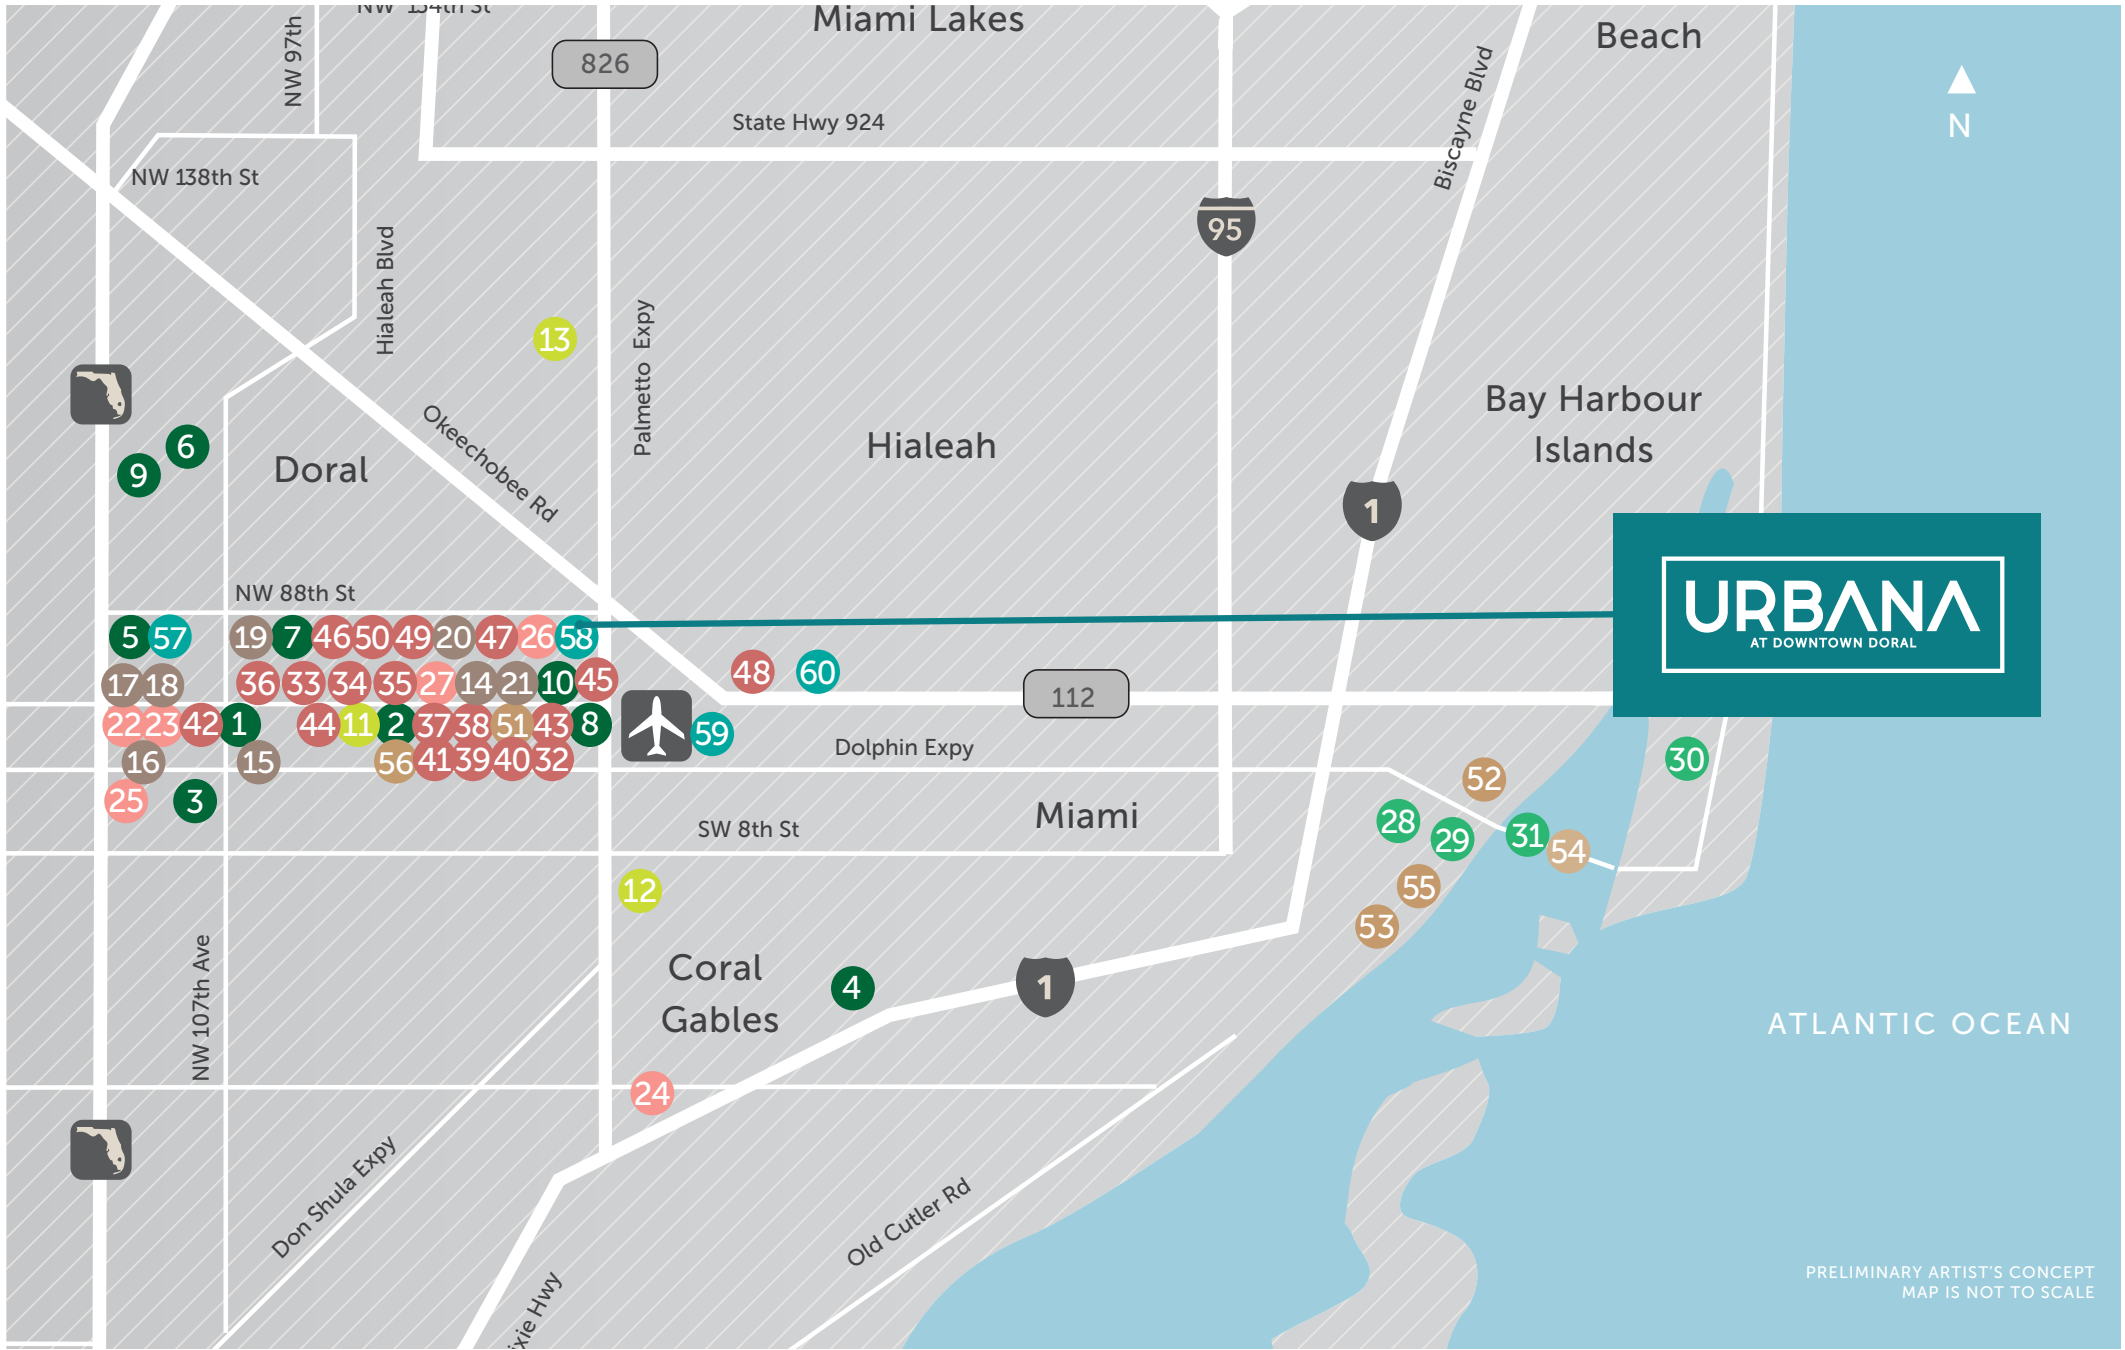 NW 154th St
Miami Lakes
Beach
NW 97th
826
Biscayne Blvd
State Hwy 924
N
NW 138th St
95
Hialeah Blvd
13
Palmetto Expy
Bay Harbour
Islands
Okeechobee Rd
6
9
Doral
Hialeah
1
NW 88th St
URBANA
AT DOWNTOWN DORAL
5 57 19 7 46 50 49 20 47 26 58
48 60
17 18 36 33 34 35 27 14 21 10 45
112
22 23 42 1 44 11 2 37 38 51 43 8
59
Dolphin Expy
16 15 56 41 39 40 32
30
52
25 3
Miami
28 29 31 54
SW 8th St
12
55
53
NW 107th Ave
Coral
Gables
4
1
ATLANTIC OCEAN
24
Don Shula Expy
Old Cutler Rd
ixie Hwy
PRELIMINARY ARTIST'S CONCEPT
MAP IS NOT TO SCALE